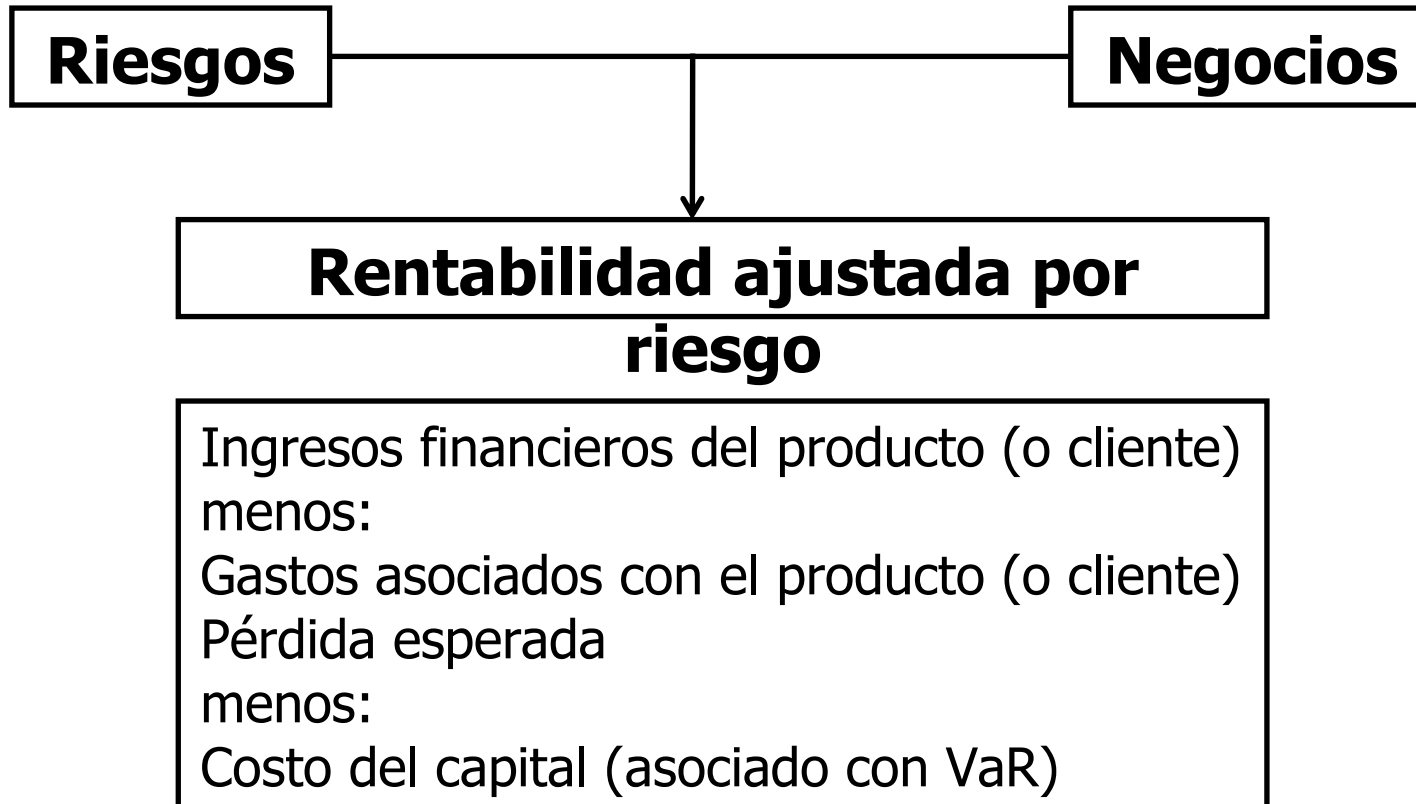 Riesgos
Negocios
Rentabilidad ajustada por
riesgo
Ingresos financieros del producto (o cliente)
menos:
Gastos asociados con el producto (o cliente)
Pérdida esperada
menos:
Costo del capital (asociado con VaR)